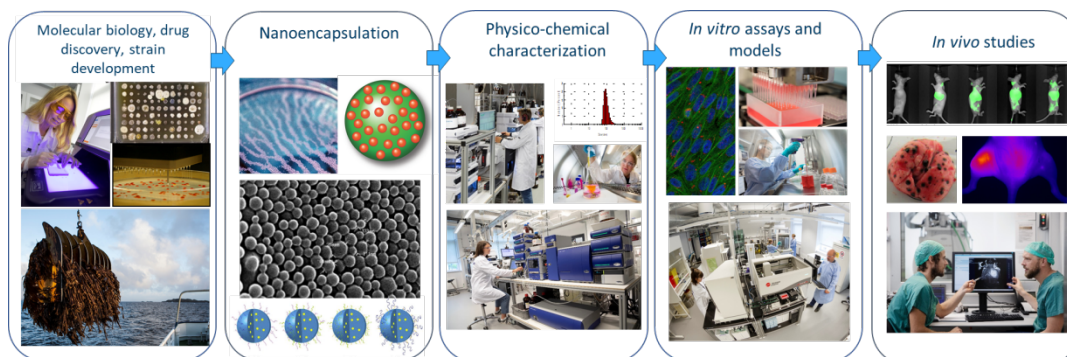 Molecular biology, drug
discovery, strain
development
Nanoencapsulation
Physico-chemical
characterization
In vitro assays and
models
In vivo studies